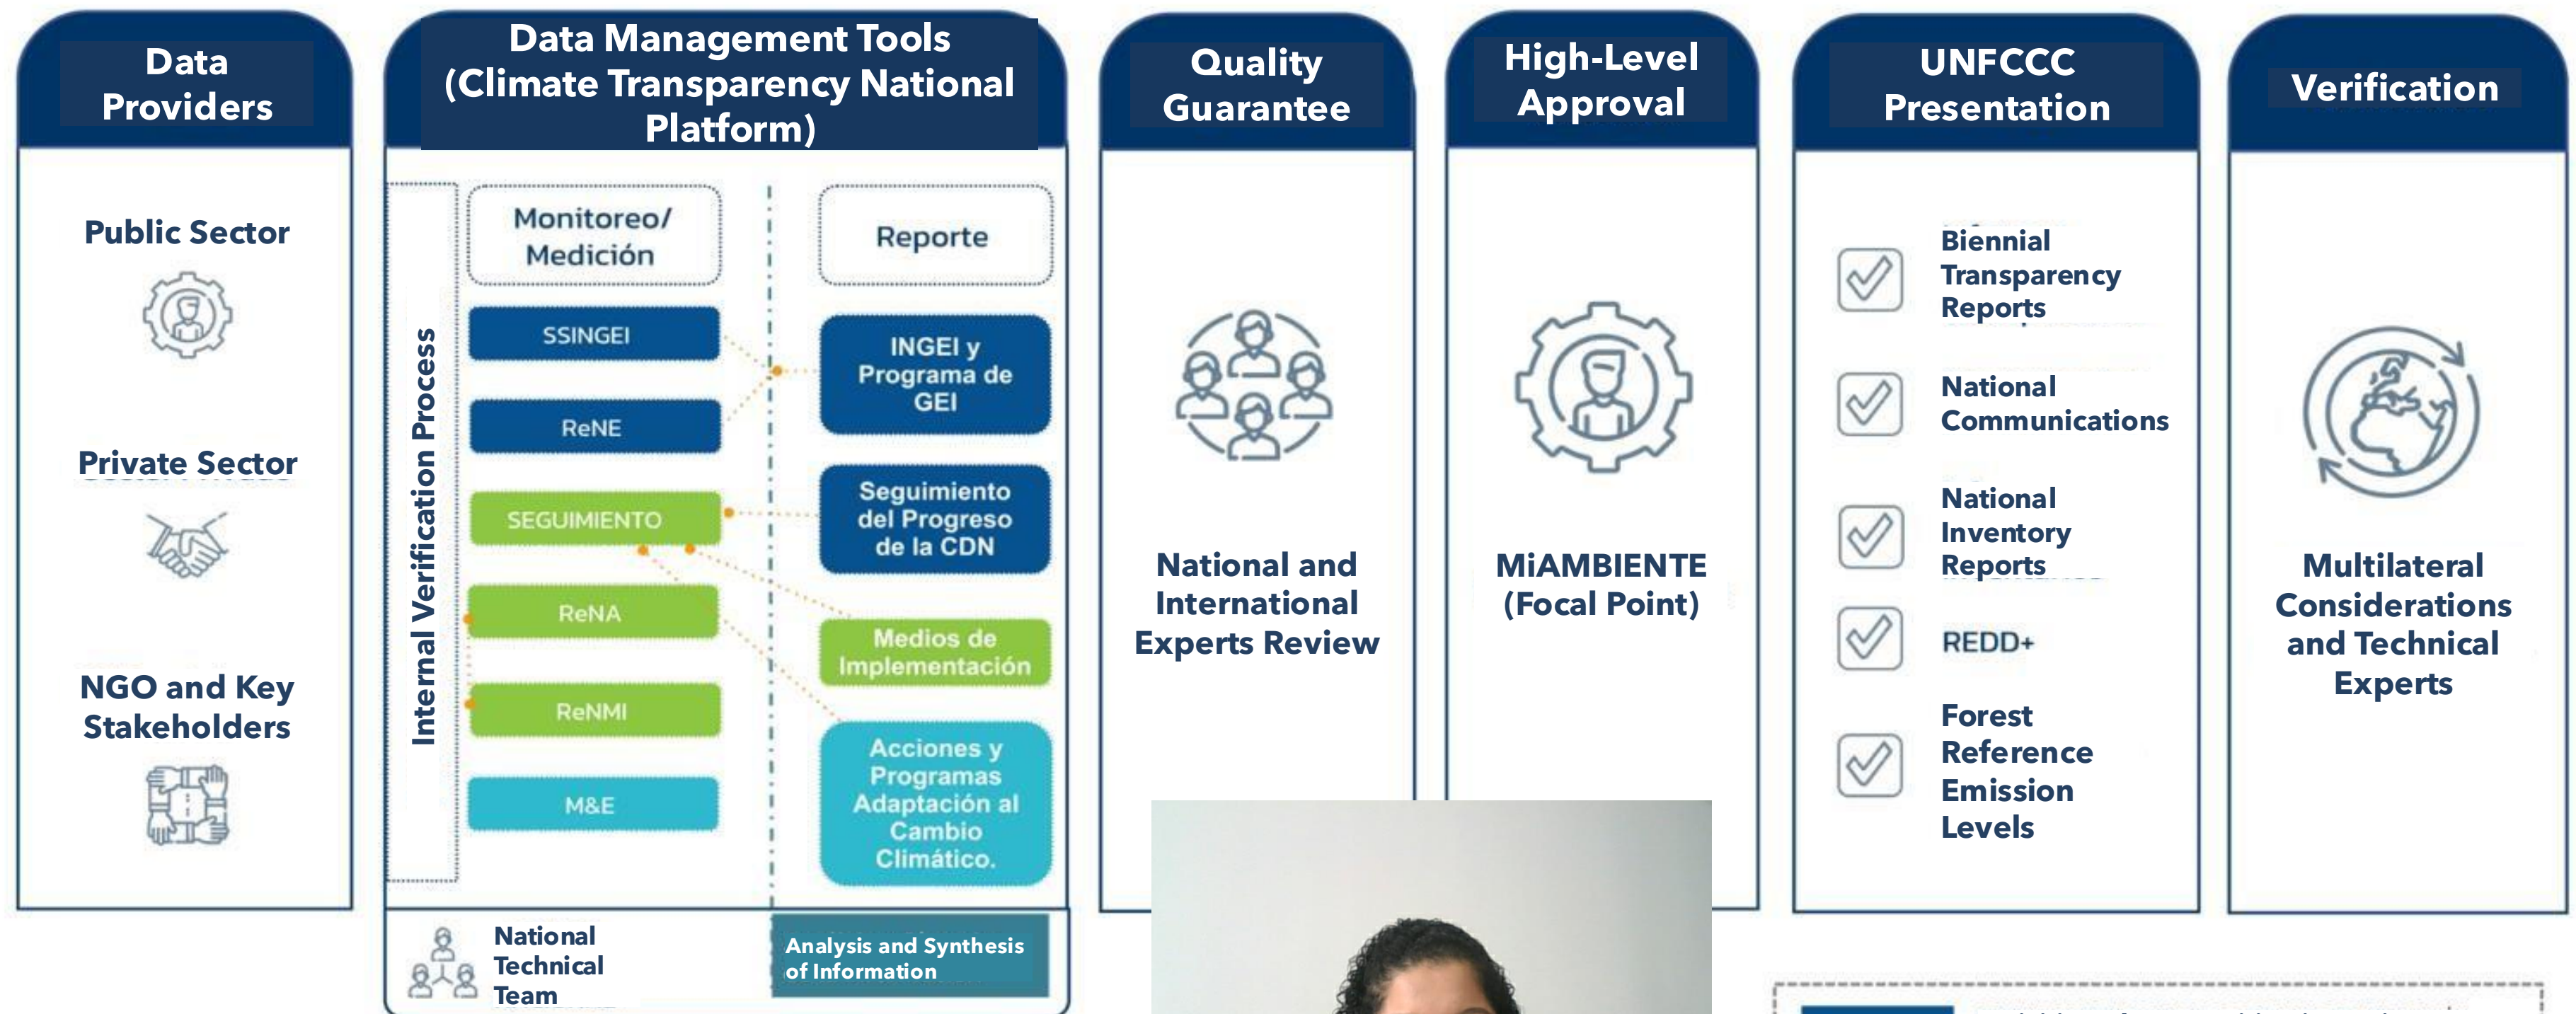 Data
Providers
Public Sector
Private Sector
NGO and Key
Stakeholders
Data Management Tools
(Climate Transparency National
Platform)
Internal Verification Process
Monitoreo/
Medición
SSINGEI
ReNE
SEGUIMIENTO
ReNA
ReNMI
M&E
Reporte
INGEI y
Programa de
GEI
Seguimiento
del Progreso
de la CDN
Medios de
Implementación
Acciones y
Programas
Adaptación al
Cambio
Climático.
National
Technical
Team
Analysis and Synthesis
of Information
Quality
Guarantee
National and
International
Experts Review
High-Level
Approval
MiAMBIENTE
(Focal Point)
UNFCCC
Presentation
Biennial
Transparency
Reports
National
Communications
National
Inventory
Reports
REDD+
Forest
Reference
Emission
Levels
Verification
Multilateral
Considerations
and Technical
Experts